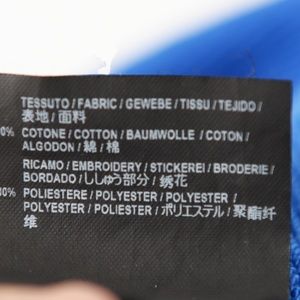 TESSUTO / FABRIC / GEWEBE / TISSU / TEJIDO /
表地 / 面料
0% COTONE / COTTON / BAUMWOLLE / COTON /
ALGODON / 綿 / 棉
RICAMO / EMBROIDERY / STICKEREI / BRODERIE /
BORDADO / ししゅう部分 / 绣花
00% POLIESTERE / POLYESTER / POLYESTER /
POLYESTER / POLIESTER / ポリエステル / 聚酯纤
维